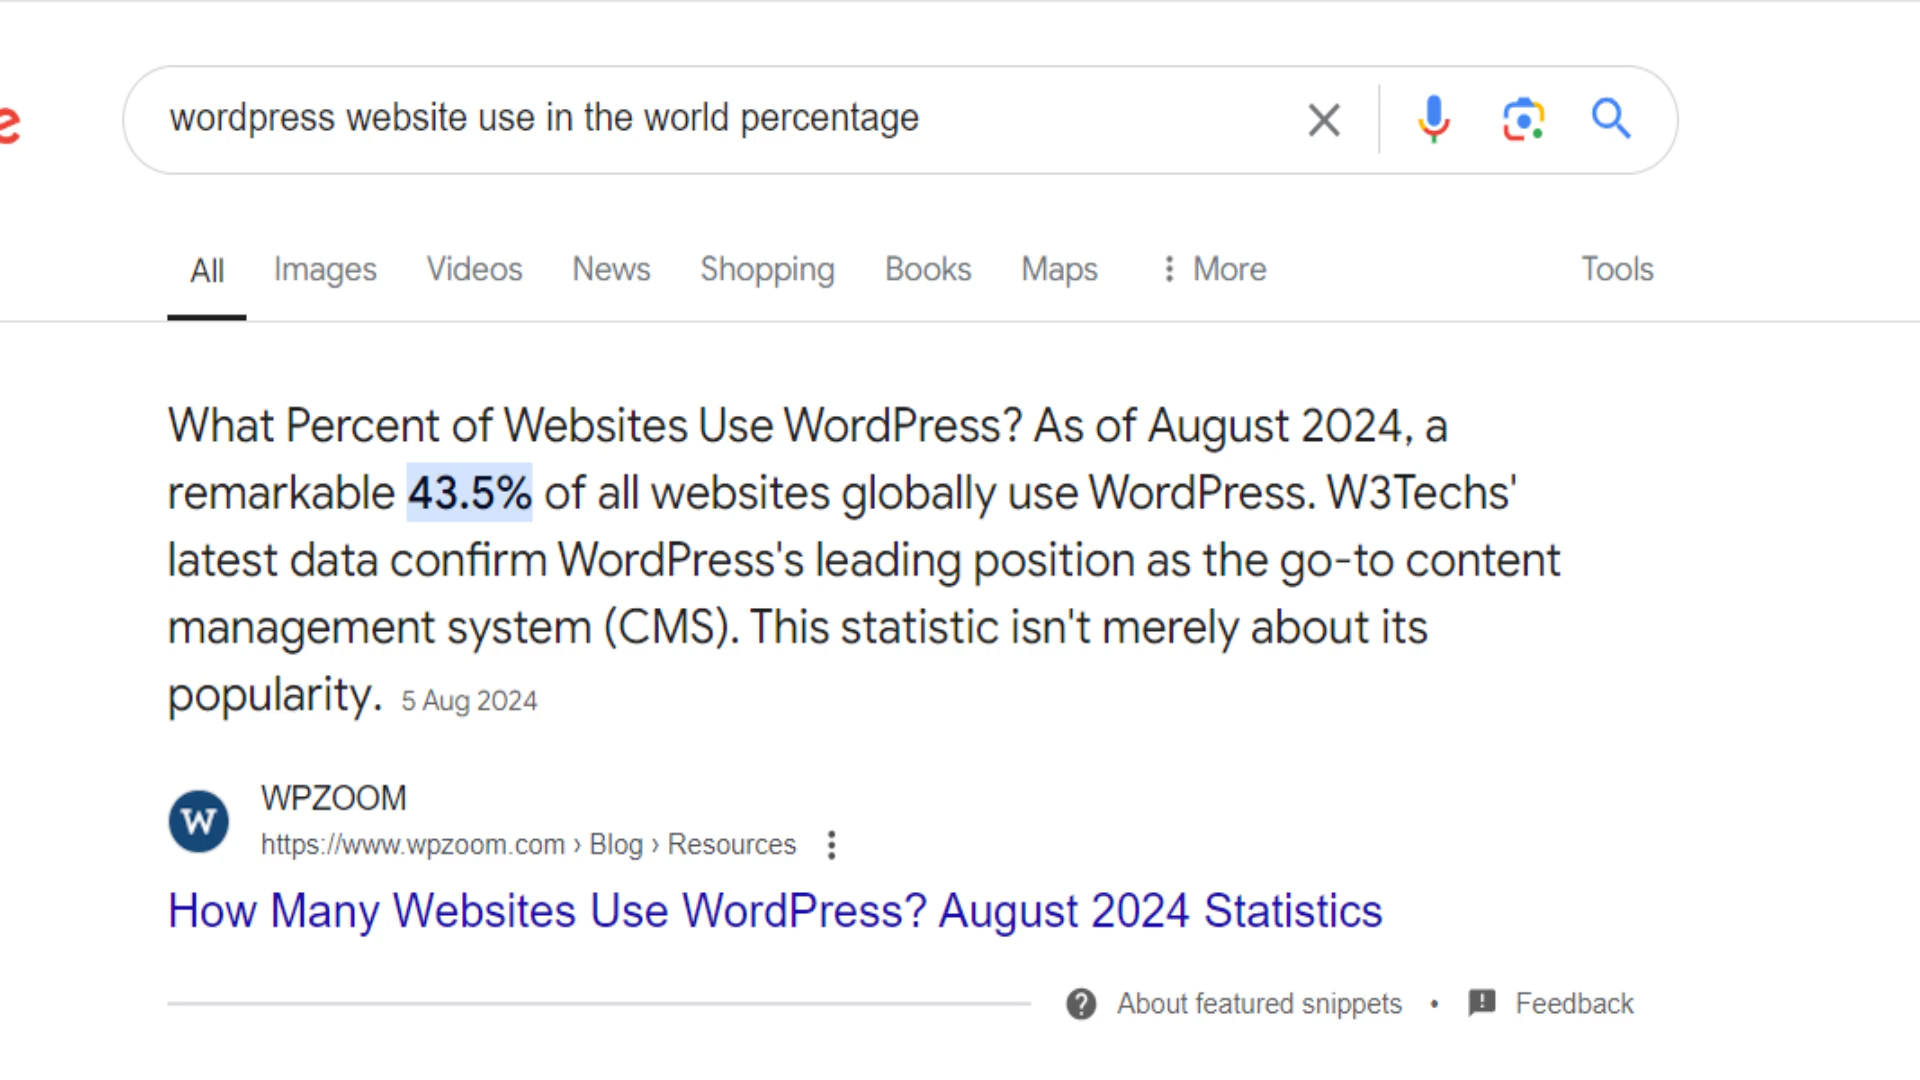 e
wordpress website use in the world percentage
All Images Videos News Shopping Books Maps More Tools
What Percent of Websites Use WordPress? As of August 2024, a
remarkable 43.5% of all websites globally use WordPress. W3Techs'
latest data confirm WordPress's leading position as the go-to content
management system (CMS). This statistic isn't merely about its
popularity. 5 Aug 2024
W
WPZOOM
https://www.wpzoom.com › Blog › Resources
How Many Websites Use WordPress? August 2024 Statistics
About featured snippets • Feedback